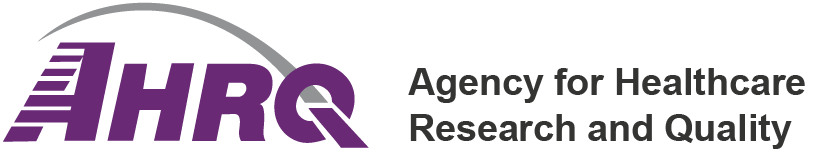 AHRQ
Agency for Healthcare
Research and Quality